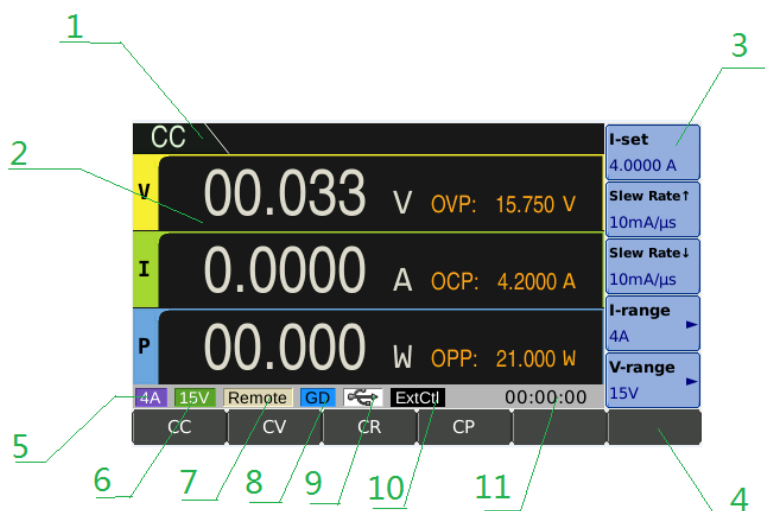 1
3
CC
I-set
4.0000 A
2
V 00.033 V OVP: 15.750 V
Slew Rate↑
10mA/µs
I 0.0000 A OCP: 4.2000 A
Slew Rate↓
10mA/µs
I-range
4A
P 00.000 W OPP: 21.000 W
V-range
15V
4A 15V Remote GD ExtCtl 00:00:00
CC CV CR CP
5
6 7 8 9 10 11 4